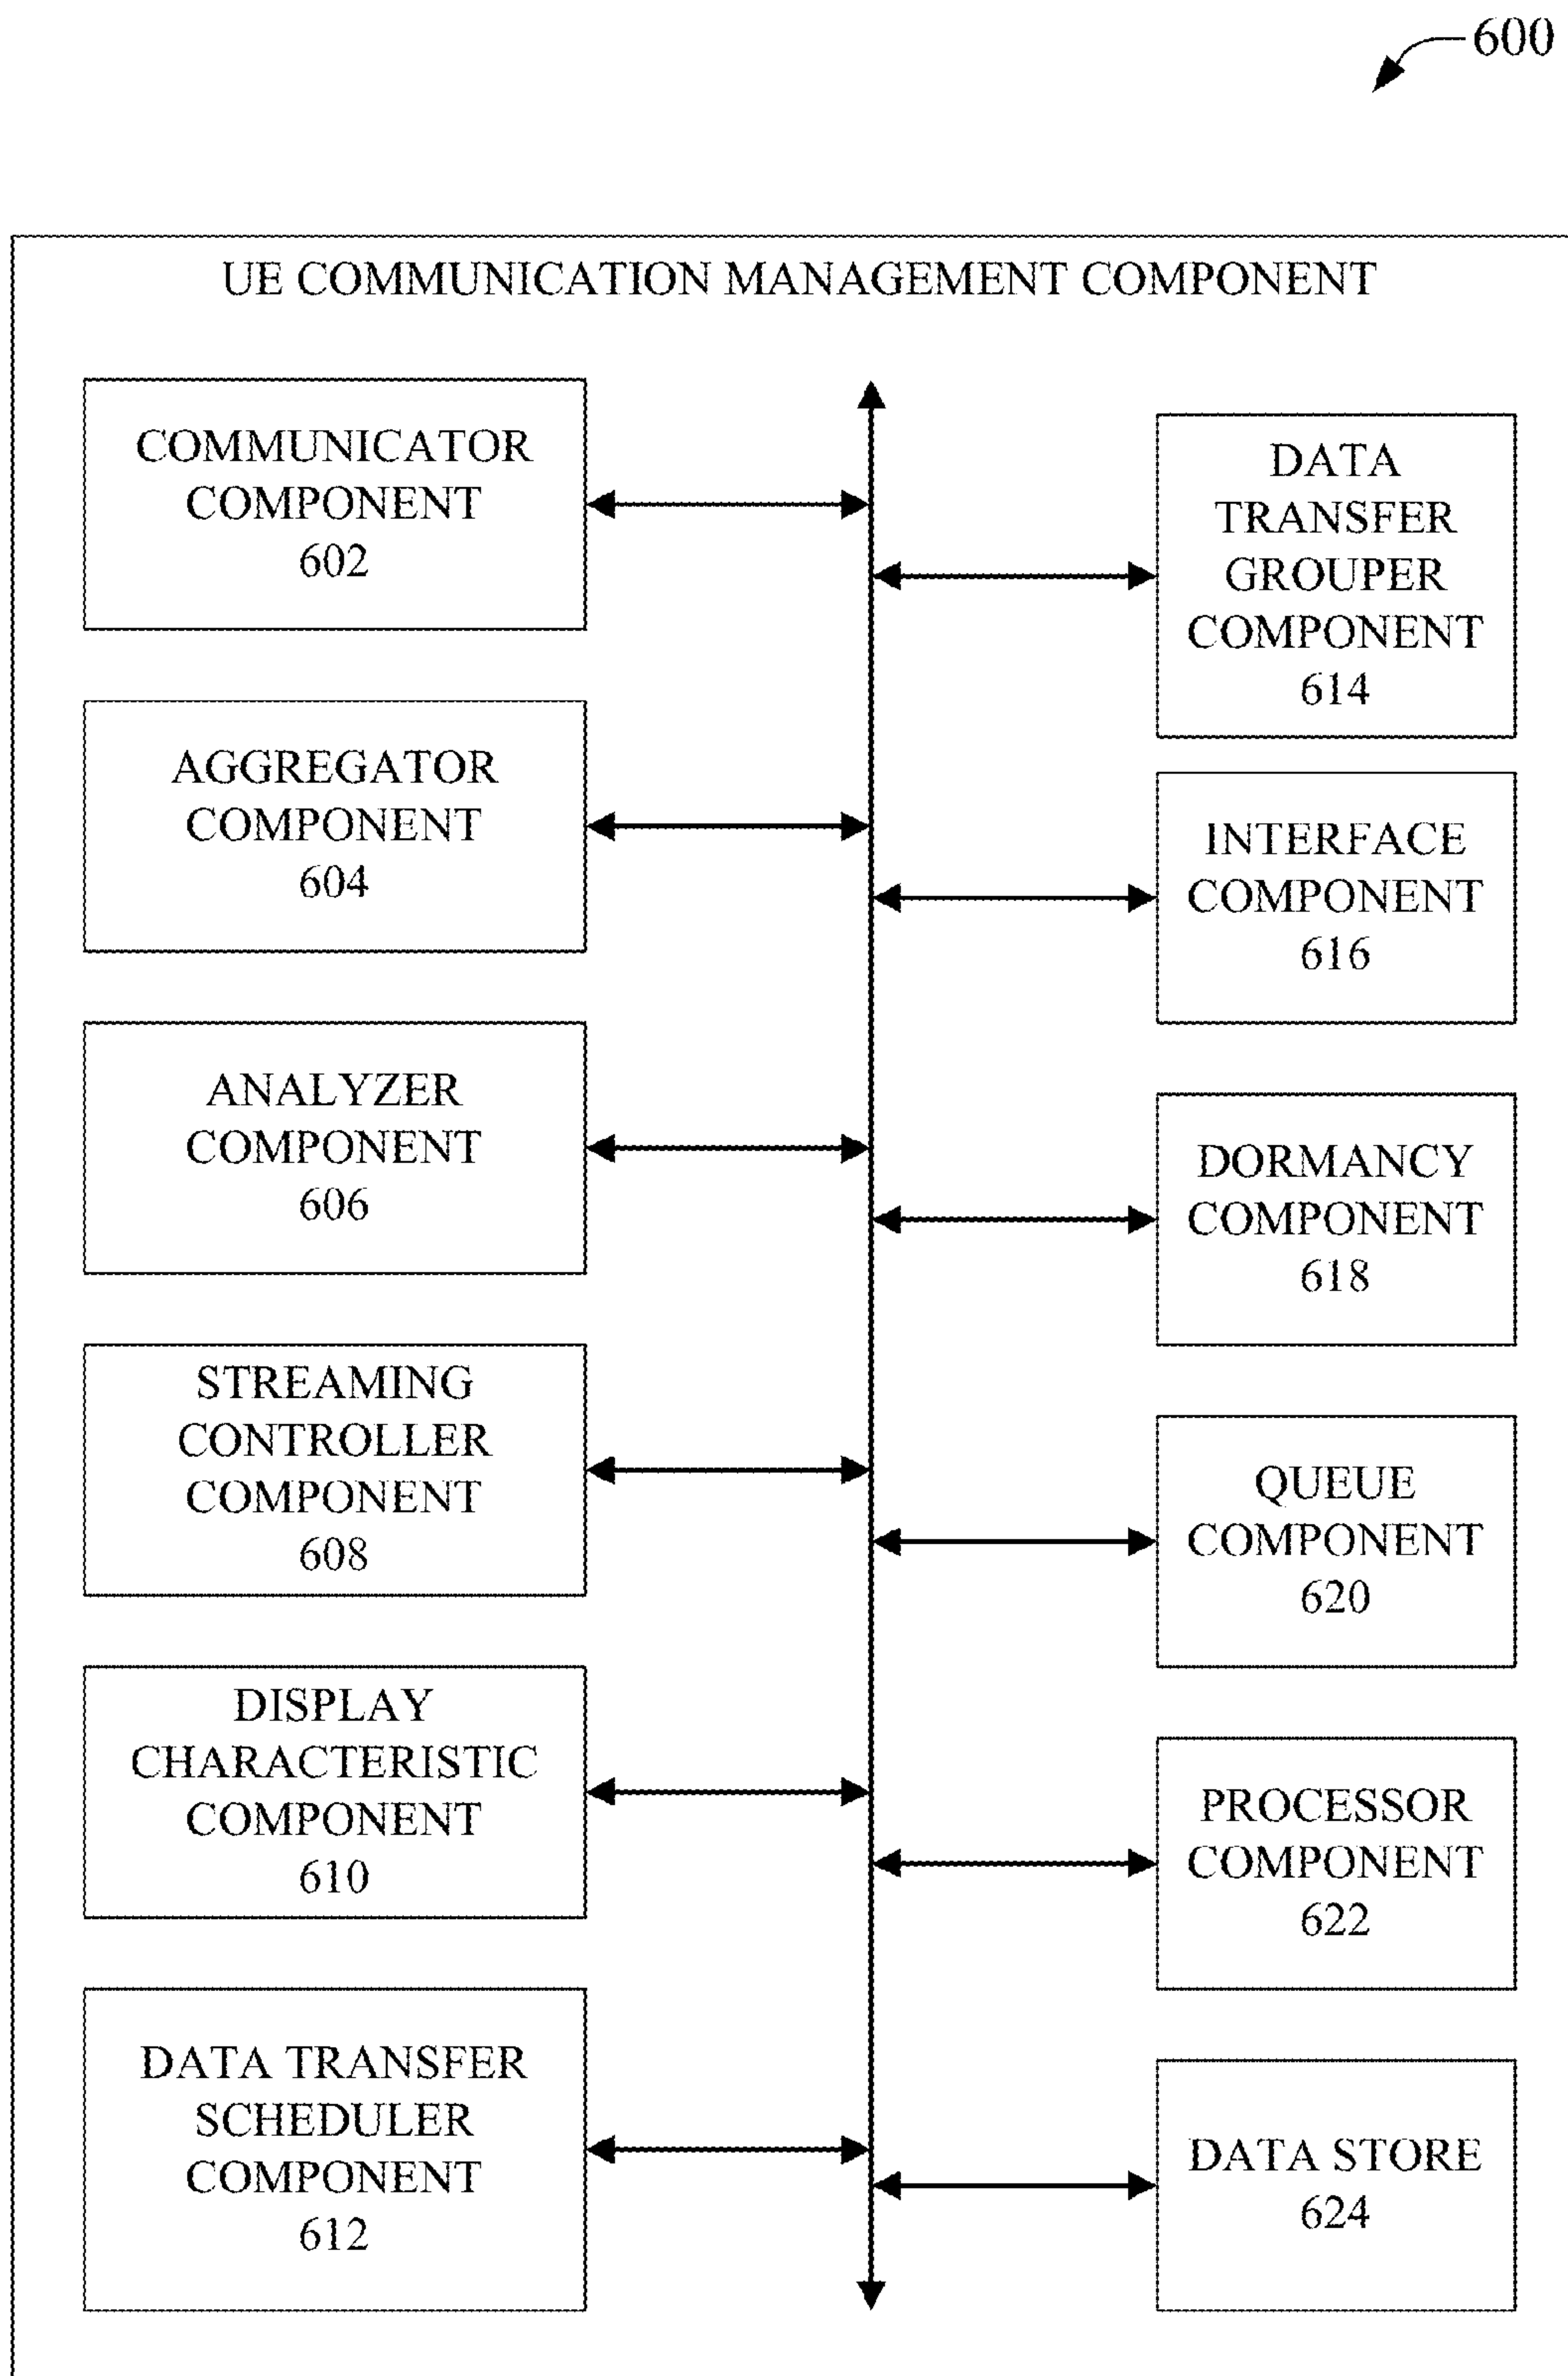 600
UE COMMUNICATION MANAGEMENT COMPONENT
COMMUNICATOR
COMPONENT
602
AGGREGATOR
COMPONENT
604
ANALYZER
COMPONENT
606
STREAMING
CONTROLLER
COMPONENT
608
DISPLAY
CHARACTERISTIC
COMPONENT
610
DATA TRANSFER
SCHEDULER
COMPONENT
612
DATA
TRANSFER
GROUPER
COMPONENT
614
INTERFACE
COMPONENT
616
DORMANCY
COMPONENT
618
QUEUE
COMPONENT
620
PROCESSOR
COMPONENT
622
DATA STORE
624